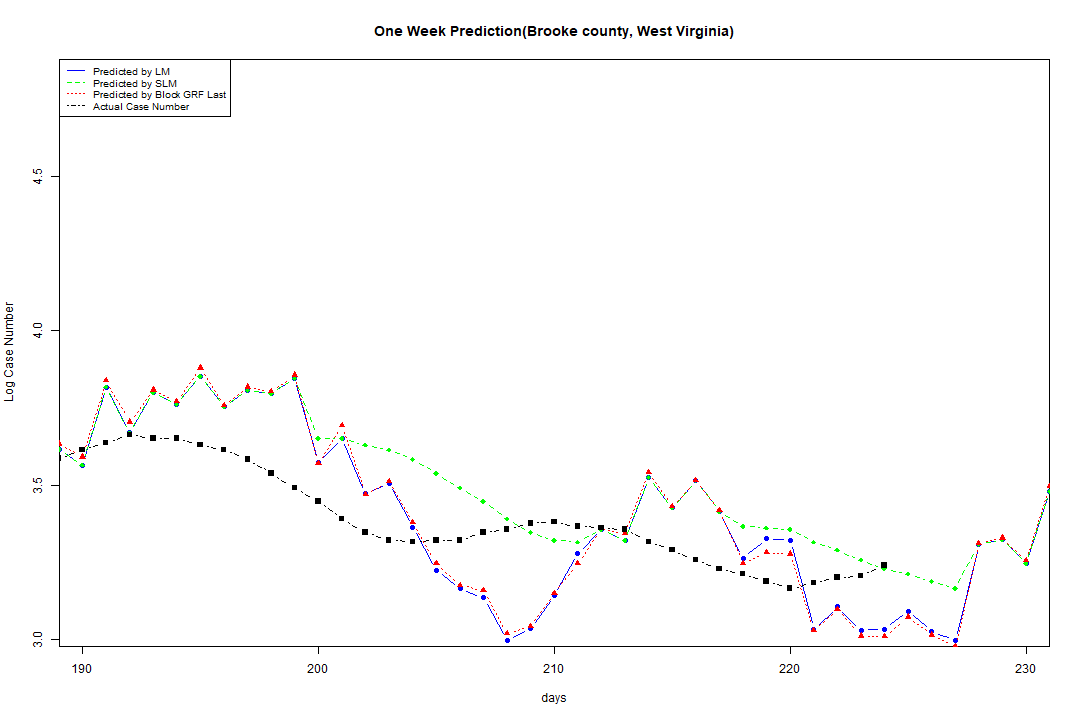 One Week Prediction(Brooke county, West Virginia)
Predicted by LM
Predicted by SLM
Predicted by Block GRF Last
Actual Case Number
Log Case Number
4.5
4.0
3.5
3.0
190 200 210 220 230
days